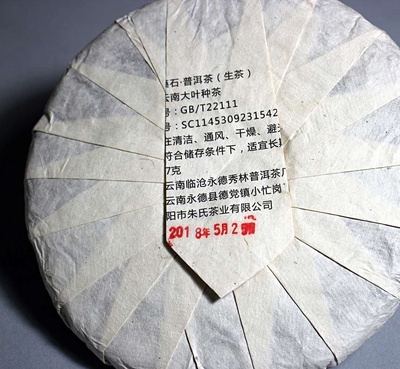 石·普洱茶（生茶）
云南大叶种茶
号：GB/T22111
号：SC1145309231542
清洁、通风、干燥、避
符合储存条件下，适宜长
7克
云南临沧永德秀林普洱茶厂
云南永德县德党镇小忙岗
阳市朱氏茶业有限公司
2018年5月2